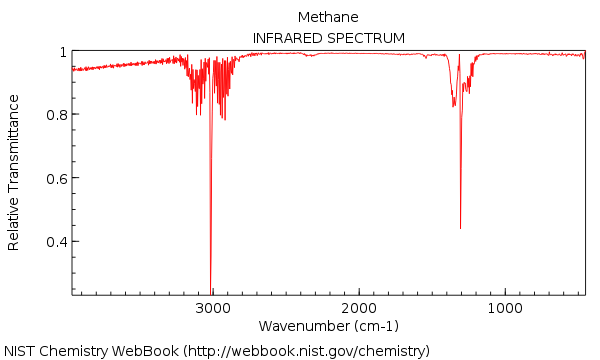 Methane
INFRARED SPECTRUM
1
0.8
0.6
0.4
Relative Transmittance
3000 2000 1000
Wavenumber (cm-1)
NIST Chemistry WebBook (http://webbook.nist.gov/chemistry)